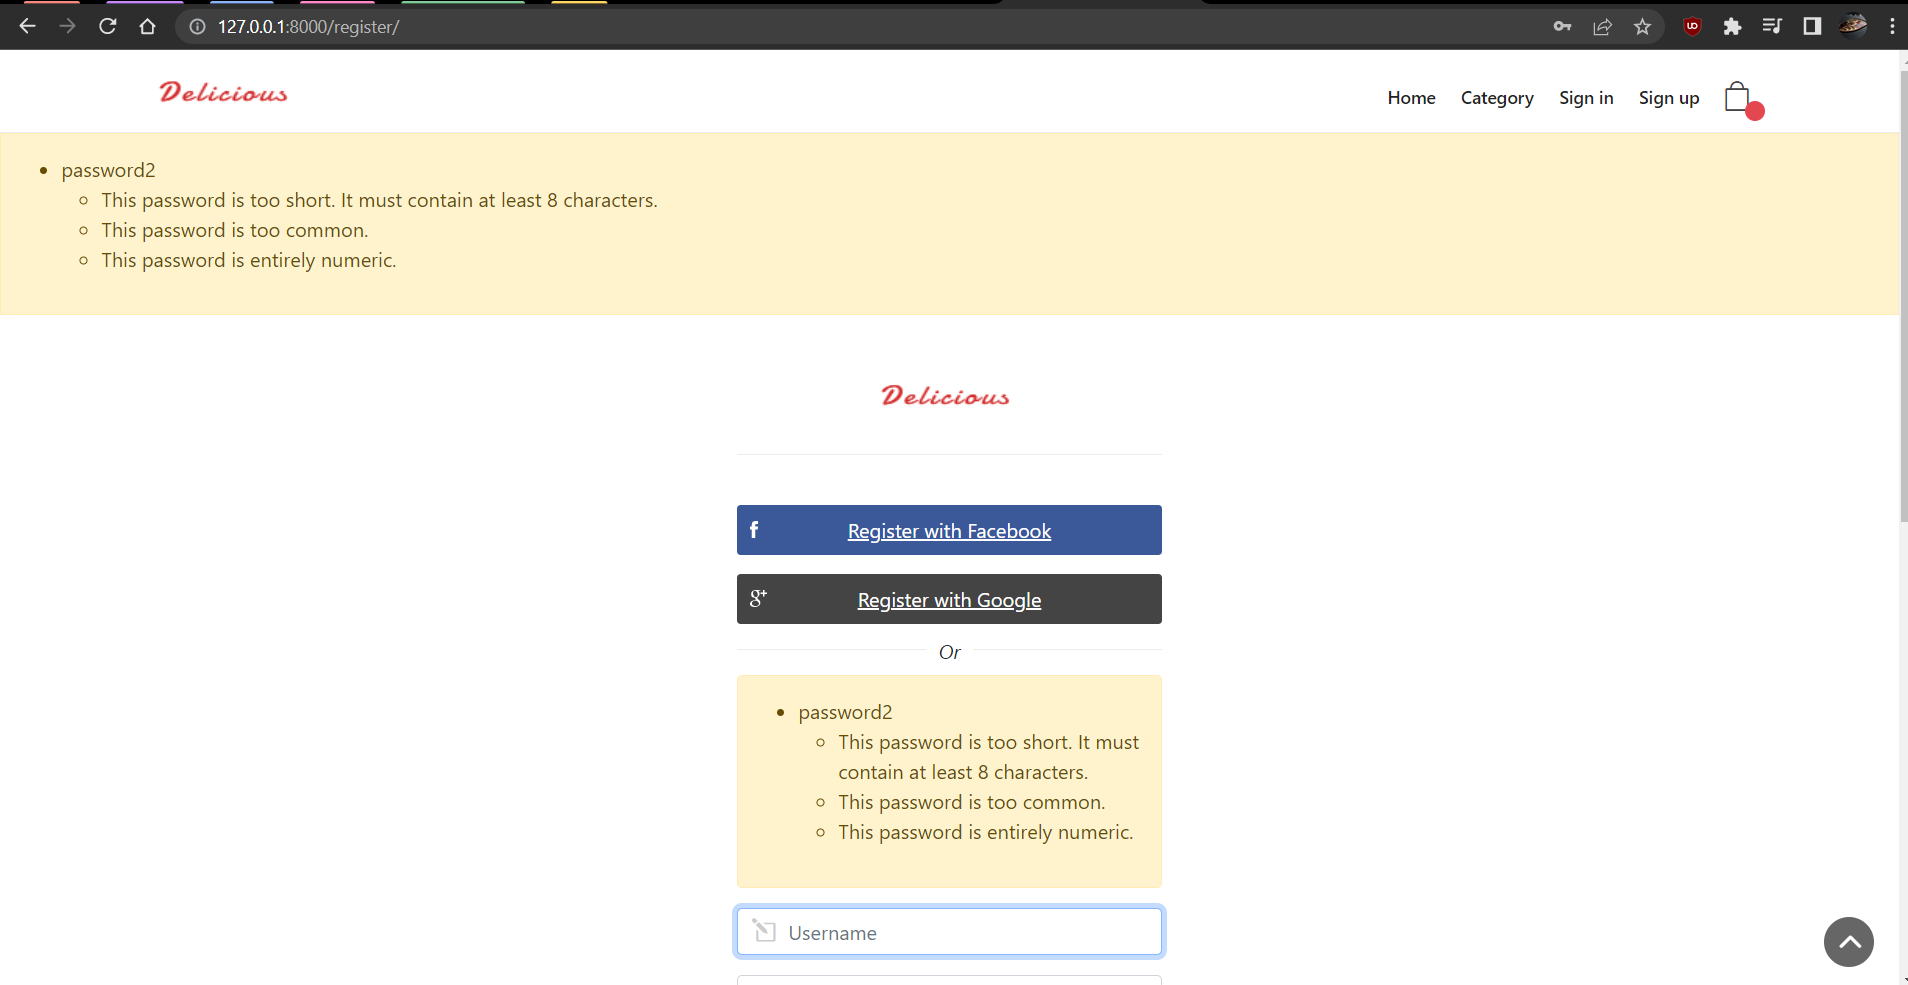 127.0.0.1:8000/register/
Delicious
Home Category Sign in Sign up
password2
This password is too short. It must contain at least 8 characters.
This password is too common.
This password is entirely numeric.
Delicious
Register with Facebook
Register with Google
Or
password2
This password is too short. It must
contain at least 8 characters.
This password is too common.
This password is entirely numeric.
Username